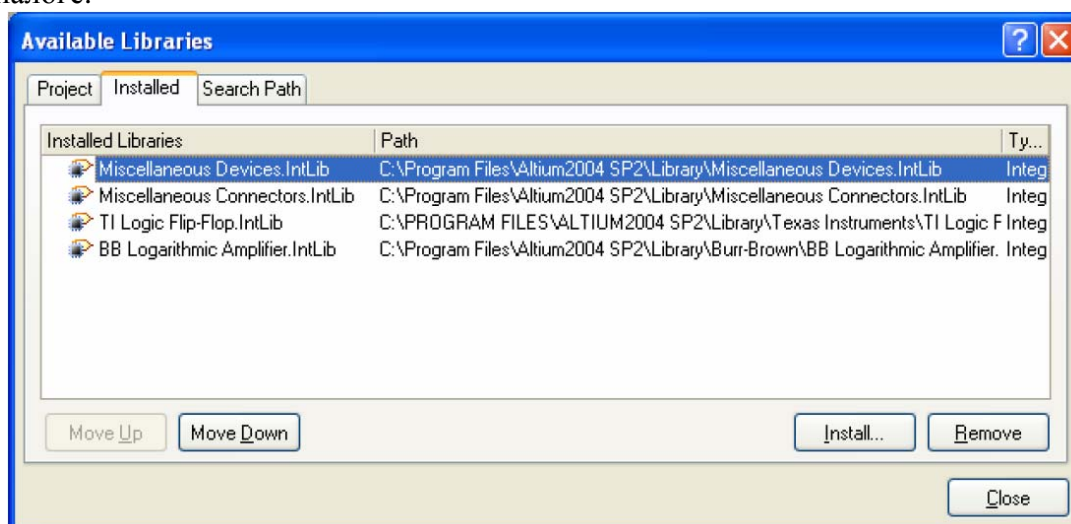 Available Libraries
Project Installed Search Path
Installed Libraries Path Ty...
Miscellaneous Devices.IntLib C:\Program Files\Altium2004 SP2\Library\Miscellaneous Devices.IntLib Integ
Miscellaneous Connectors.IntLib C:\Program Files\Altium2004 SP2\Library\Miscellaneous Connectors.IntLib Integ
TI Logic Flip-Flop.IntLib C:\PROGRAM FILES\ALTIUM2004 SP2\Library\Texas Instruments\TI Logic F Integ
BB Logarithmic Amplifier.IntLib C:\Program Files\Altium2004 SP2\Library\Burr-Brown\BB Logarithmic Amplifier. Integ
Move Up Move Down Install... Remove
Close